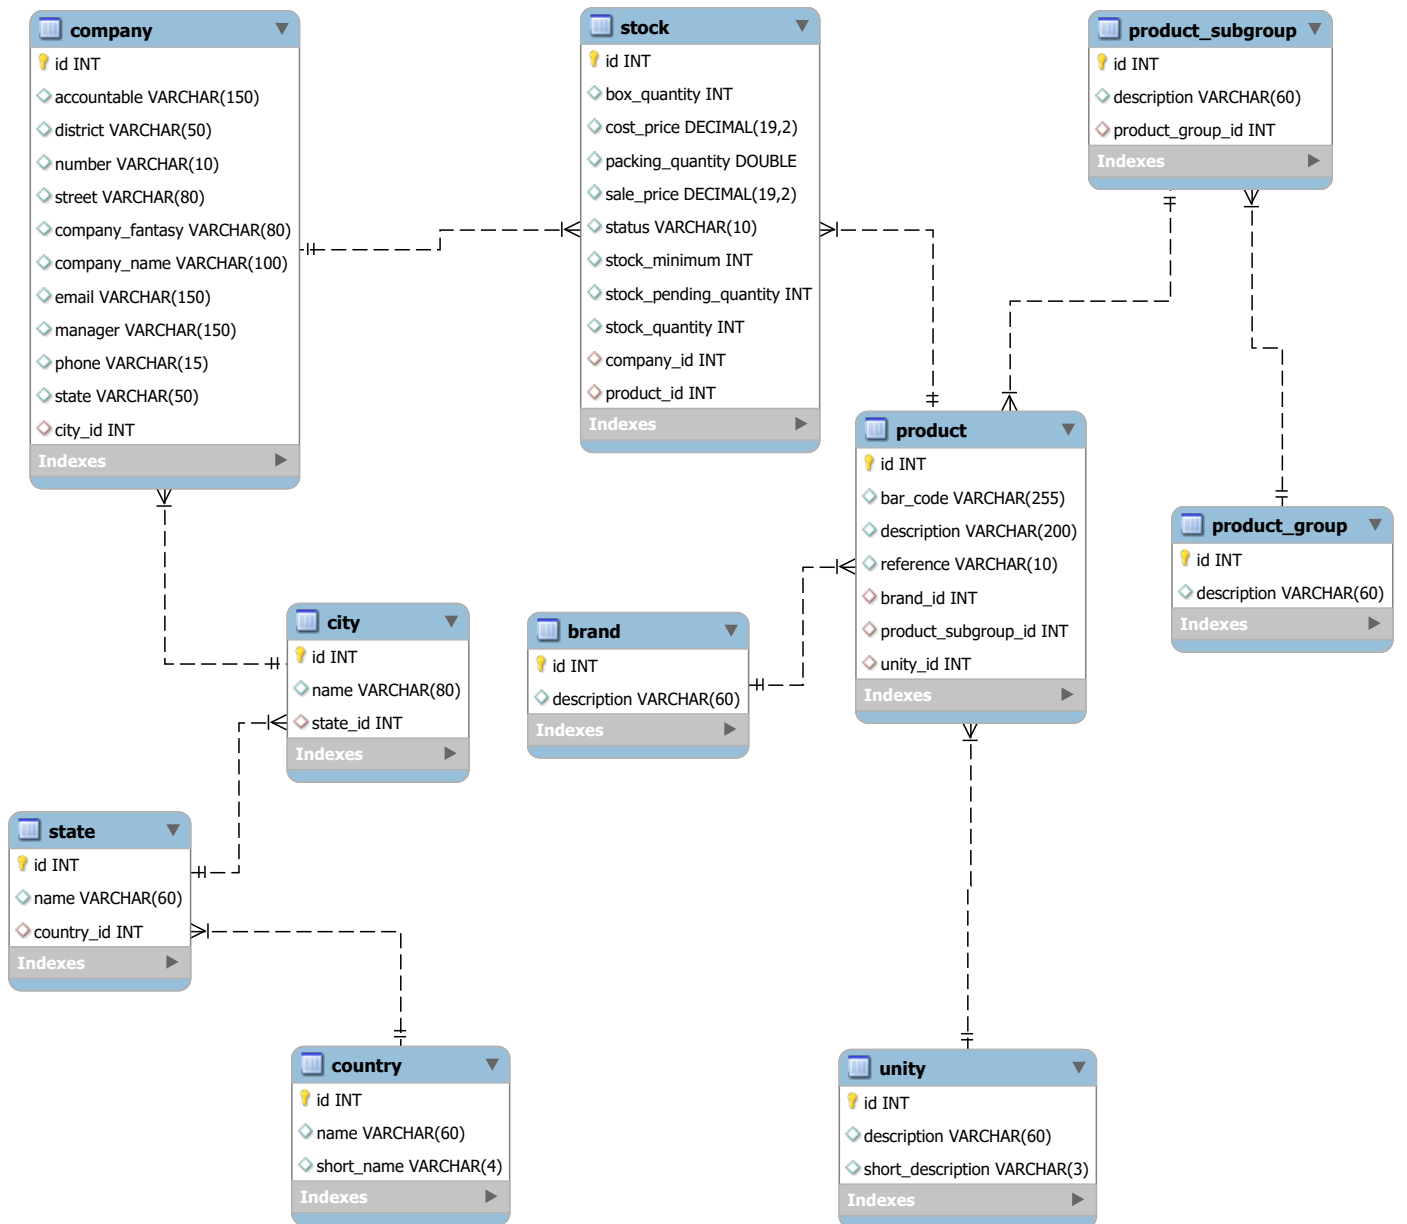 company
id INT
accountable VARCHAR(150)
district VARCHAR(50)
number VARCHAR(10)
street VARCHAR(80)
company_fantasy VARCHAR(80)
company_name VARCHAR(100)
email VARCHAR(150)
manager VARCHAR(150)
phone VARCHAR(15)
state VARCHAR(50)
city_id INT
Indexes
stock
id INT
box_quantity INT
cost_price DECIMAL(19,2)
packing_quantity DOUBLE
sale_price DECIMAL(19,2)
status VARCHAR(10)
stock_minimum INT
stock_pending_quantity INT
stock_quantity INT
company_id INT
product_id INT
Indexes
product_subgroup
id INT
description VARCHAR(60)
product_group_id INT
Indexes
product
id INT
bar_code VARCHAR(255)
description VARCHAR(200)
reference VARCHAR(10)
brand_id INT
product_subgroup_id INT
unity_id INT
Indexes
product_group
id INT
description VARCHAR(60)
Indexes
city
id INT
name VARCHAR(80)
state_id INT
Indexes
brand
id INT
description VARCHAR(60)
Indexes
state
id INT
name VARCHAR(60)
country_id INT
Indexes
country
id INT
name VARCHAR(60)
short_name VARCHAR(4)
Indexes
unity
id INT
description VARCHAR(60)
short_description VARCHAR(3)
Indexes